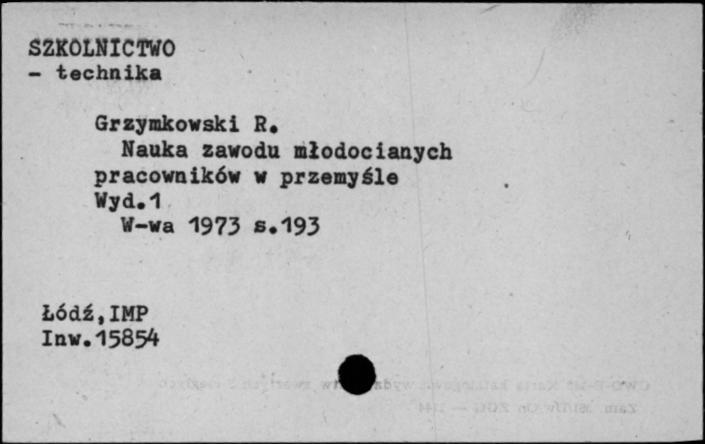 SZKOLNICTWO
- technika
Grzymkowski R.
Nauka zawodu młodocianych
pracowników w przemyśle
Wyd.1
W-wa 1973 s.193
Łódź,IMP
Inw.15854